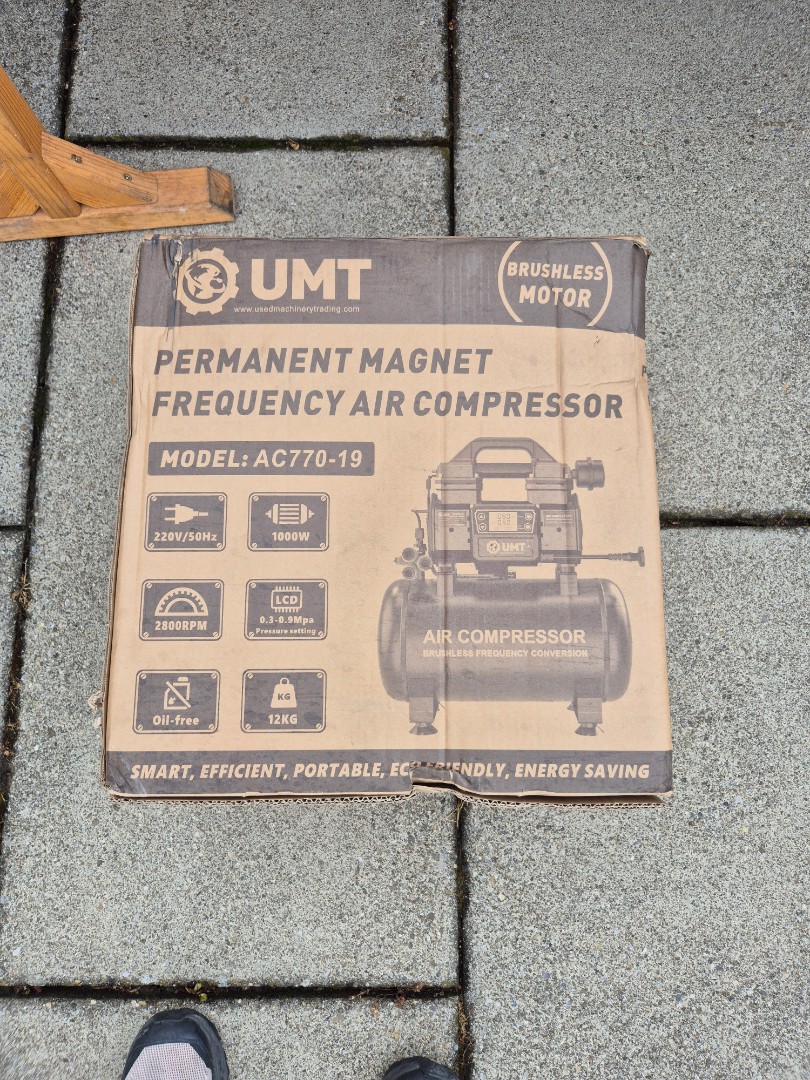 UMT
www.usedmachinerytrading.com
BRUSHLESS
MOTOR
PERMANENT MAGNET
FREQUENCY AIR COMPRESSOR
MODEL: AC770-19
220V/50Hz
1000W
2800RPM
LCD
0.3-0.9Mpa
Pressure setting
Oil-free
KG
12KG
UMT
AIR COMPRESSOR
BRUSHLESS FREQUENCY CONVERSION
SMART, EFFICIENT, PORTABLE, ECO-FRIENDLY, ENERGY SAVING